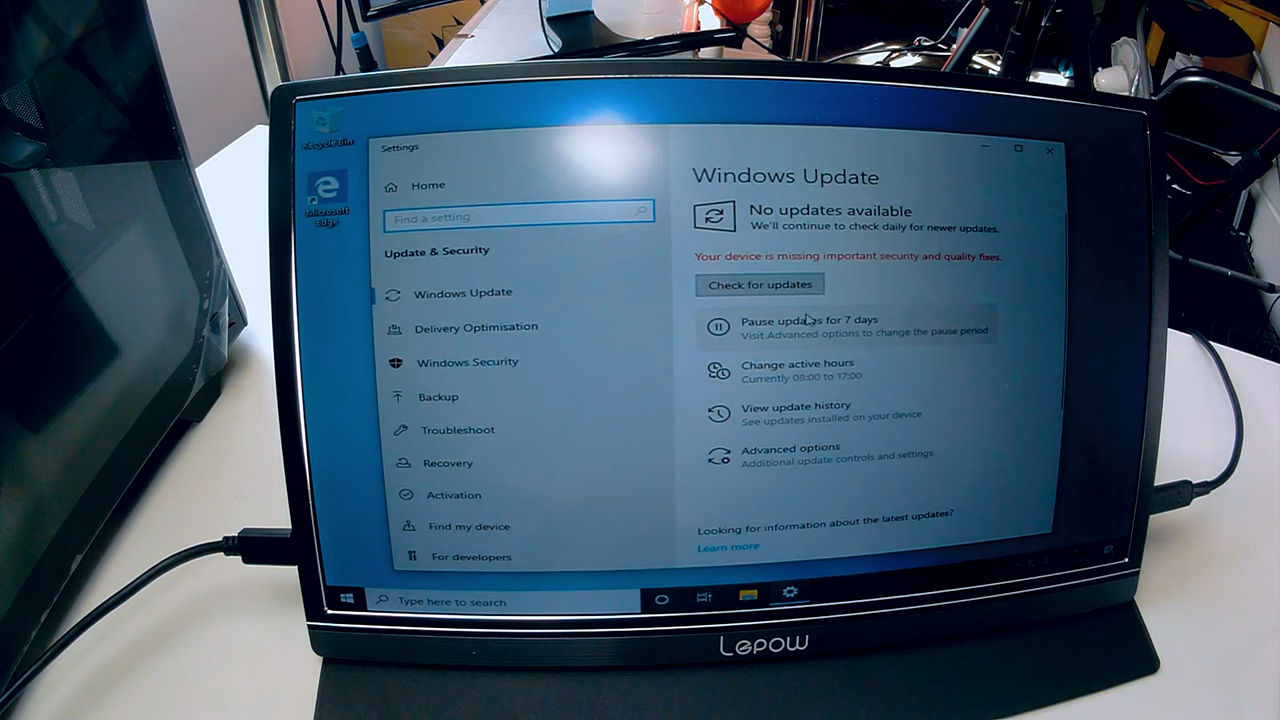 Recycle Bin
Microsoft
Edge
Settings
Home
Find a setting
Update & Security
Windows Update
Delivery Optimisation
Windows Security
Backup
Troubleshoot
Recovery
Activation
Find my device
For developers
Windows Update
No updates available
We'll continue to check daily for newer updates.
Your device is missing important security and quality fixes.
Check for updates
Pause updates for 7 days
Visit Advanced options to change the pause period
Change active hours
Currently 08:00 to 17:00
View update history
See updates installed on your device
Advanced options
Additional update controls and settings
Looking for information about the latest updates?
Learn more
Type here to search
Lepow